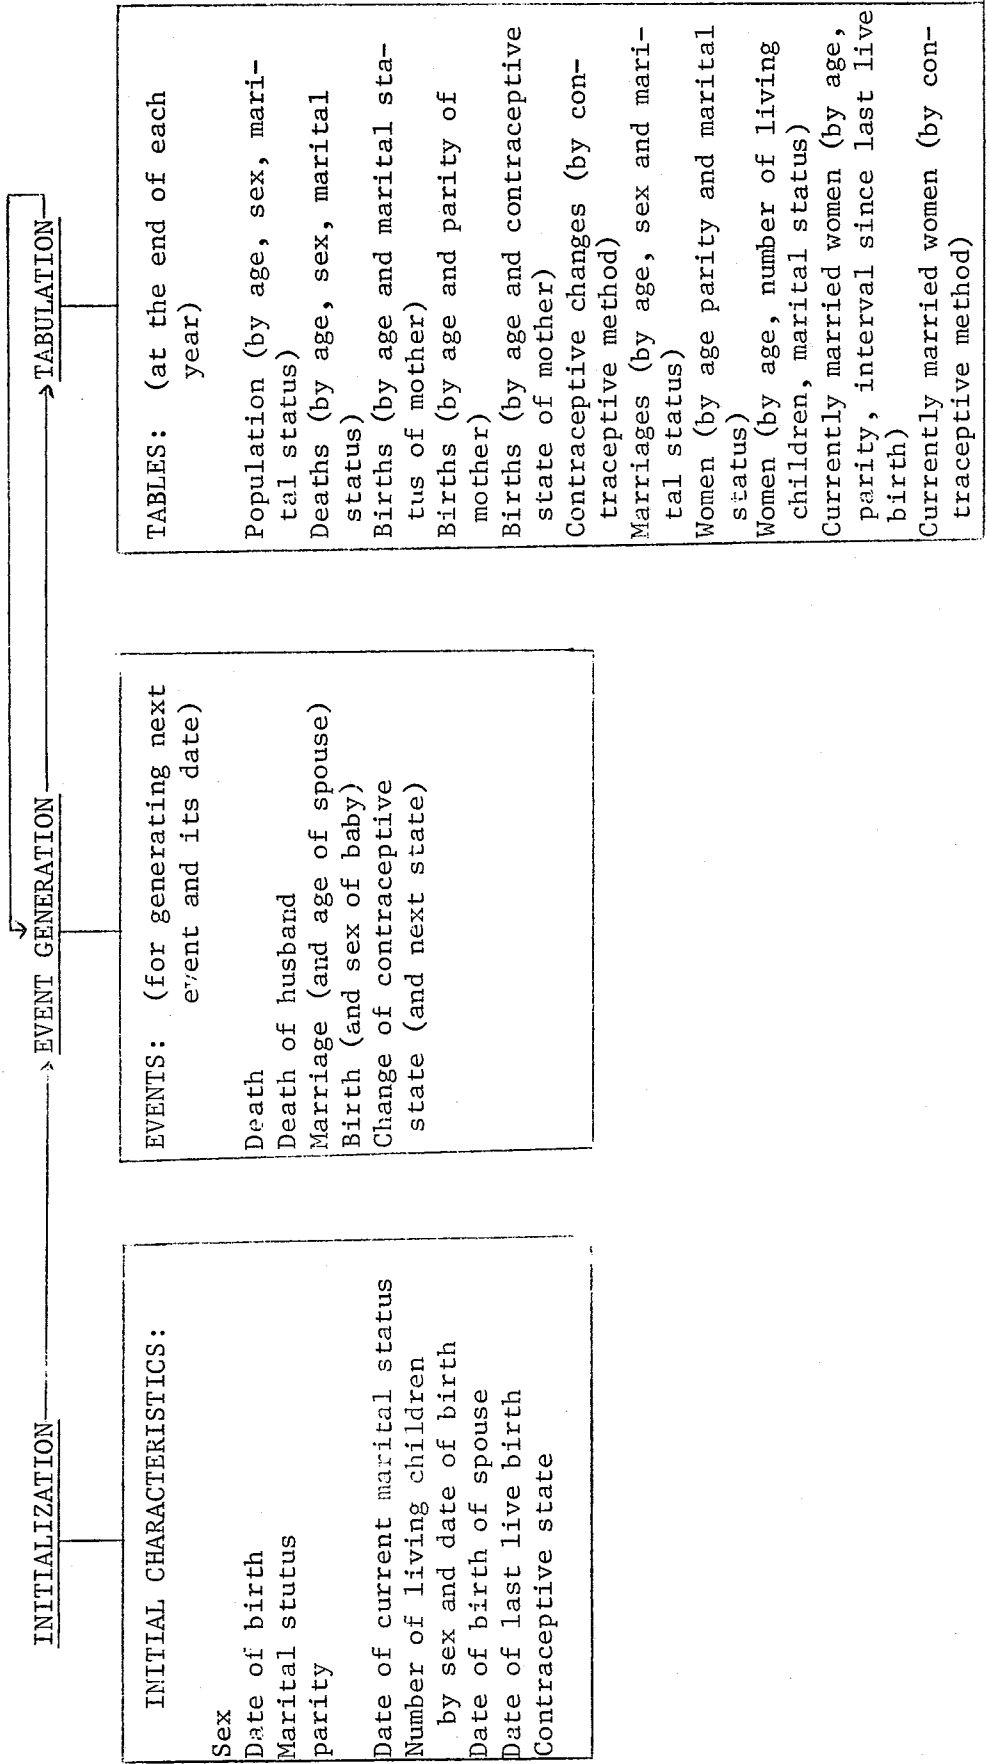 INITIALIZATION
EVENT GENERATION
TABULATION
INITIAL CHARACTERISTICS:
Sex
Date of birth
Marital stutus
parity
Date of current marital status
Number of living children
by sex and date of birth
Date of birth of spouse
Date of last live birth
Contraceptive state
EVENTS: (for generating next
event and its date)
Death
Death of husband
Marriage (and age of spouse)
Birth (and sex of baby)
Change of contraceptive
state (and next state)
TABLES: (at the end of each
year)
Population (by age, sex, mari-
tal status)
Deaths (by age, sex, marital
status)
Births (by age and marital sta-
tus of mother)
Births (by age and parity of
mother)
Births (by age and contraceptive
state of mother)
Contraceptive changes (by con-
traceptive method)
Marriages (by age, sex and mari-
tal status)
Women (by age parity and marital
status)
Women (by age, number of living
children, marital status)
Currently married women (by age,
parity, interval since last live
birth)
Currently married women (by con-
traceptive method)